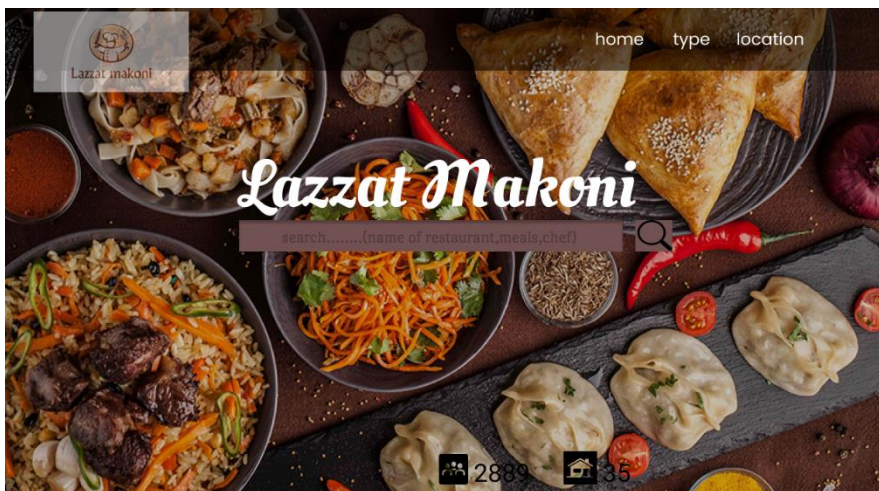 home type location
Lazzat makoni
Lazzat Makoni
search........(name of restaurant,meals,chef)
2889 35